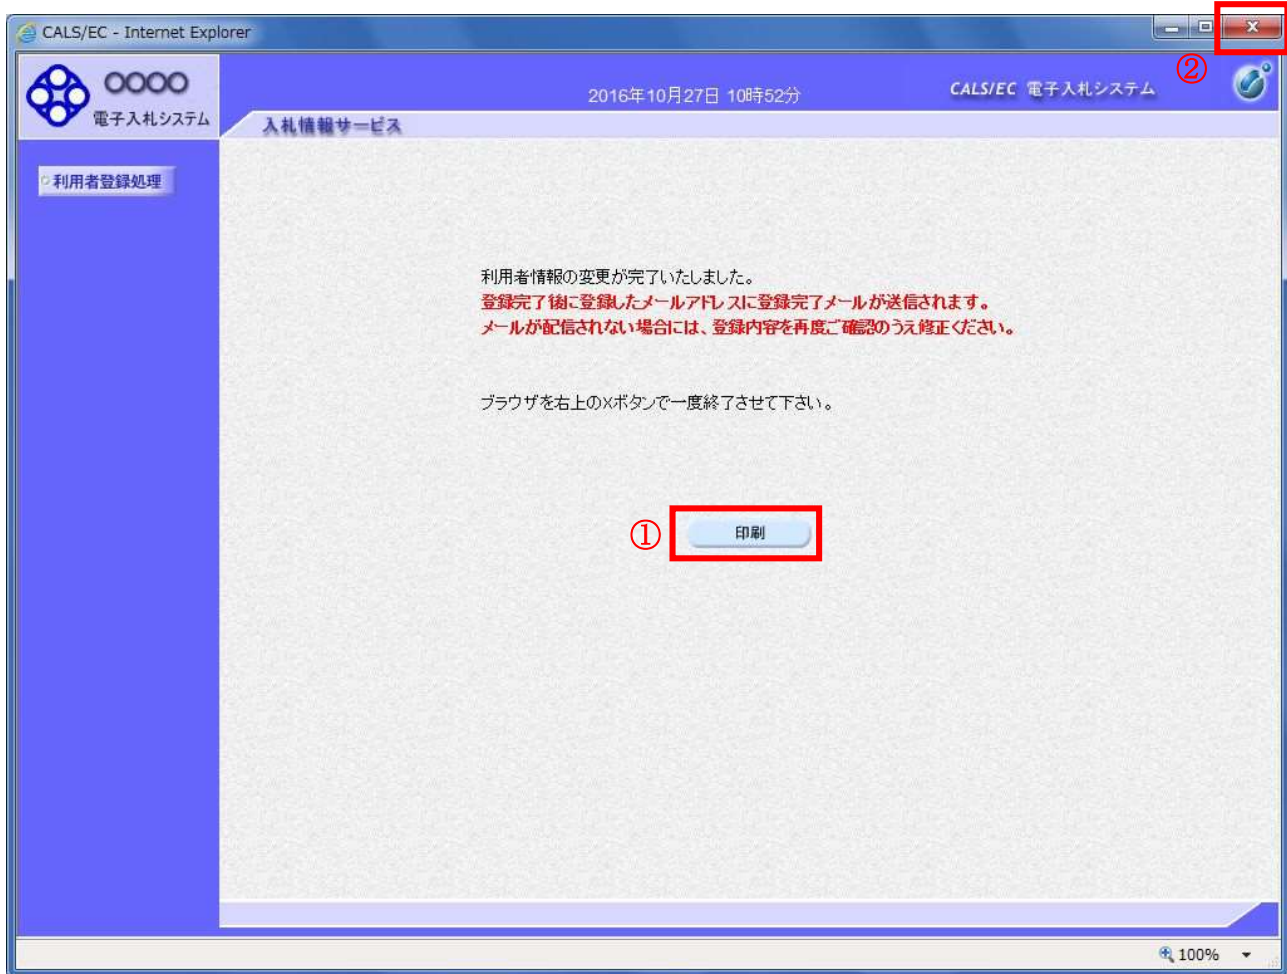 CALS/EC - Internet Explorer
②
○○○○
電子入札システム
2016年10月27日 10時52分
CALS/EC 電子入札システム
入札情報サービス
利用者登録処理
利用者情報の変更が完了いたしました。
登録完了後に登録したメールアドレスに登録完了メールが送信されます。
メールが配信されない場合には、登録内容を再度ご確認のうえ修正ください。
ブラウザを右上の×ボタンで一度終了させて下さい。
①
印刷
100%